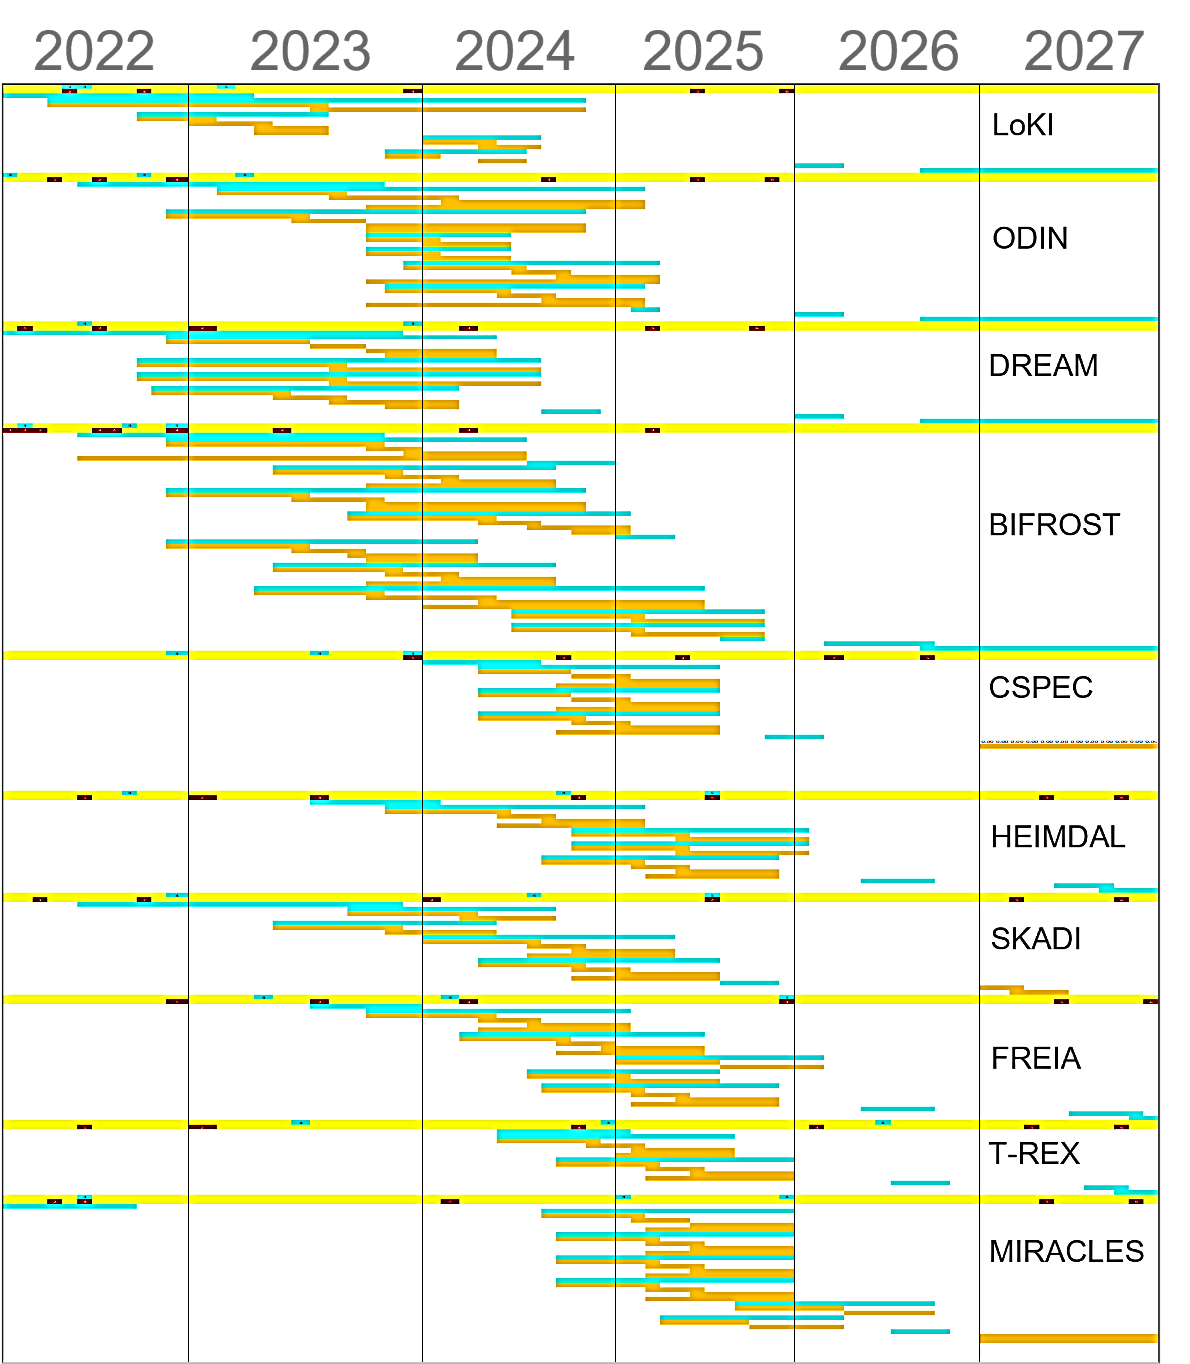 2022 2023 2024 2025 2026 2027
LoKI
ODIN
DREAM
BIFROST
CSPEC
HEIMDAL
SKADI
FREIA
T-REX
MIRACLES